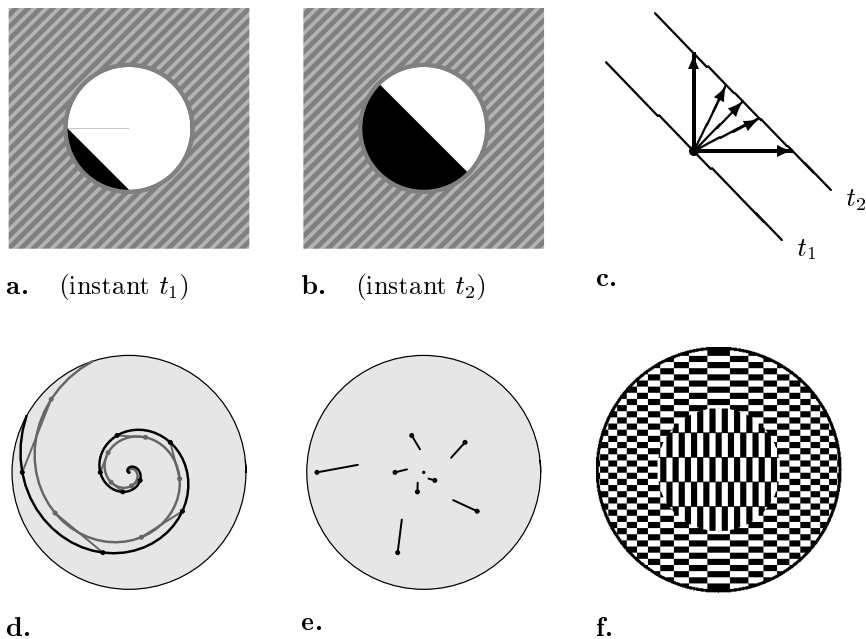 t₂
t₁
a. (instant t₁)
b. (instant t₂)
c.
d.
e.
f.